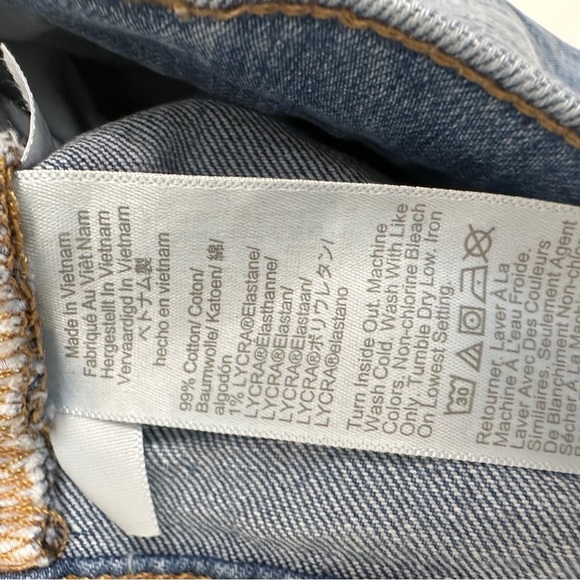 Made in Vietnam
Fabriqué Au Viêt Nam
Hergestellt In Vietnam
Vervaardigd In Vietnam
ベトナム製
hecho en vietnam
99% Cotton/Coton/
Baumwolle/Katoen/綿/
algodón
1% LYCRA®Elastane/
LYCRA®Élasthanne/
LYCRA®Elastan/
LYCRA®Elastaan/
LYCRA®ポリウレタン/
LYCRA®elastano
Turn Inside Out. Machine
Wash Cold. Wash With Like
Colors. Non-chlorine Bleach
Only. Tumble Dry Low. Iron
On Lowest Setting.
30
Retourner. Laver À La
Machine À L'eau Froide.
Laver Avec Des Couleurs
Similaires. Seulement Agent
De Blanchiment Non
Sécher À La